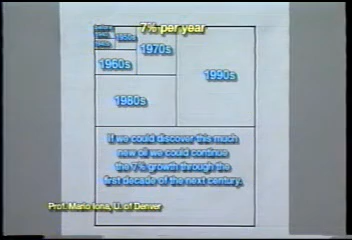 7% per year
1950s
1970s
1960s
1990s
1980s
If we could discover this much
new oil we could continue
the 7% growth through the
first decade of the next century.
Prof. Mario Iona, U. of Denver